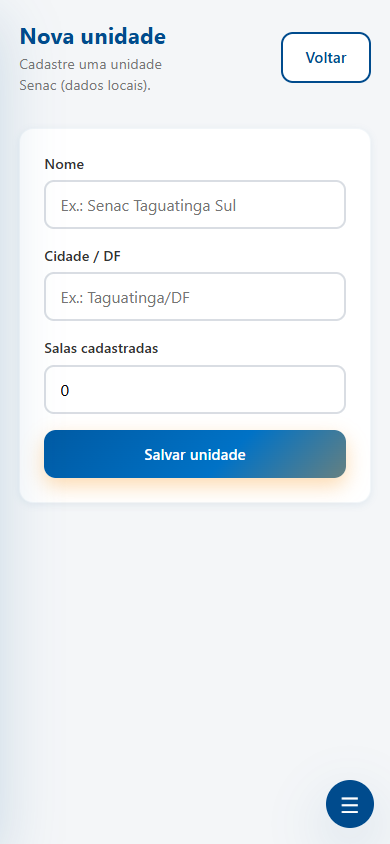 Nova unidade
Cadastre uma unidade
Senac (dados locais).
Voltar
Nome
Ex.: Senac Taguatinga Sul
Cidade / DF
Ex.: Taguatinga/DF
Salas cadastradas
0
Salvar unidade